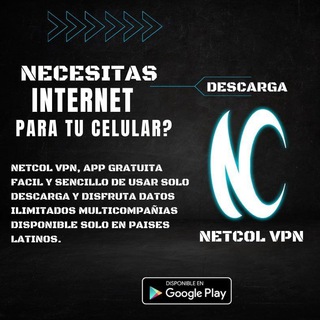 NECESITAS
INTERNET
PARA TU CELULAR?
DESCARGA
NC
NETCOL VPN, APP GRATUITA
FACIL Y SENCILLO DE USAR SOLO
DESCARGA Y DISFRUTA DATOS
ILIMITADOS MULTICOMPAÑIAS
DISPONIBLE SOLO EN PAISES
LATINOS.
NETCOL VPN
DISPONIBLE EN
Google Play